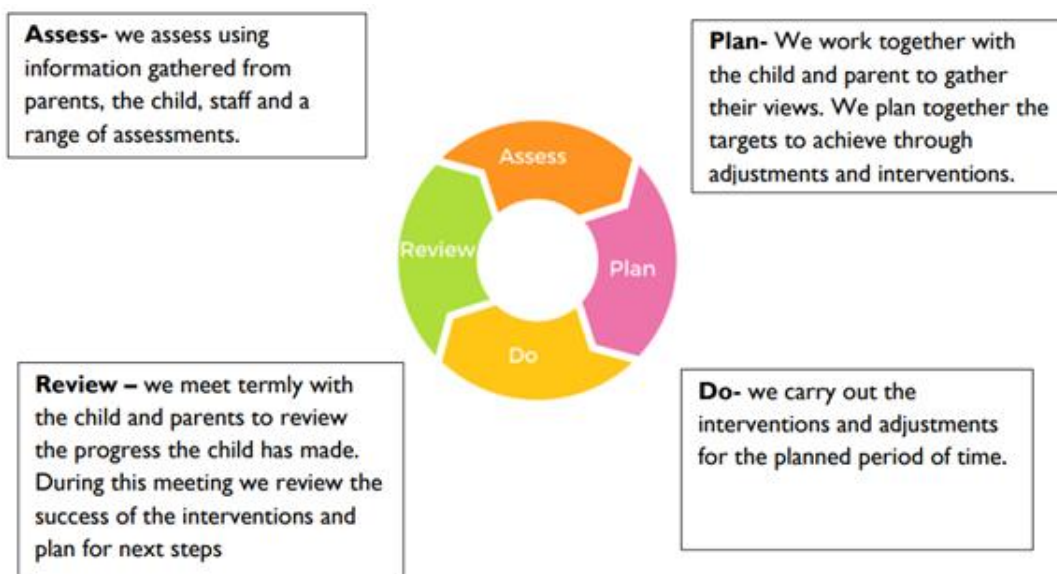 Assess- we assess using
information gathered from
parents, the child, staff and a
range of assessments.
Plan- We work together with
the child and parent to gather
their views. We plan together the
targets to achieve through
adjustments and interventions.
Assess
Review
Plan
Do
Review – we meet termly with
the child and parents to review
the progress the child has made.
During this meeting we review the
success of the interventions and
plan for next steps
Do- we carry out the
interventions and adjustments
for the planned period of time.